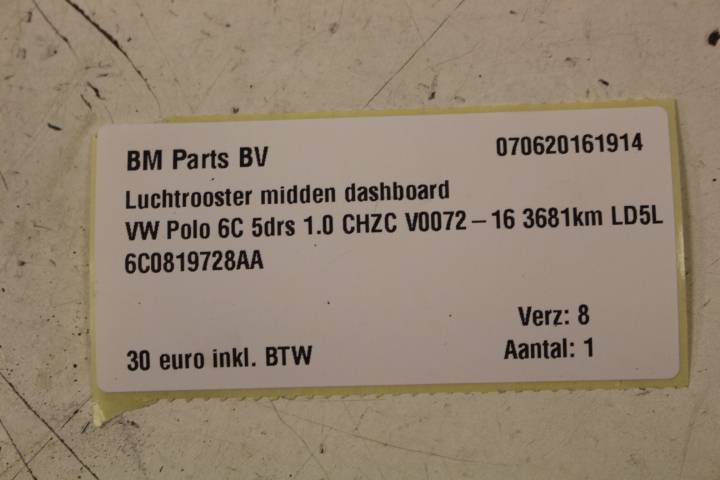 BM Parts BV 070620161914
Luchtrooster midden dashboard
VW Polo 6C 5drs 1.0 CHZC V0072 – 16 3681km LD5L
6C0819728AA
Verz: 8
30 euro inkl. BTW Aantal: 1